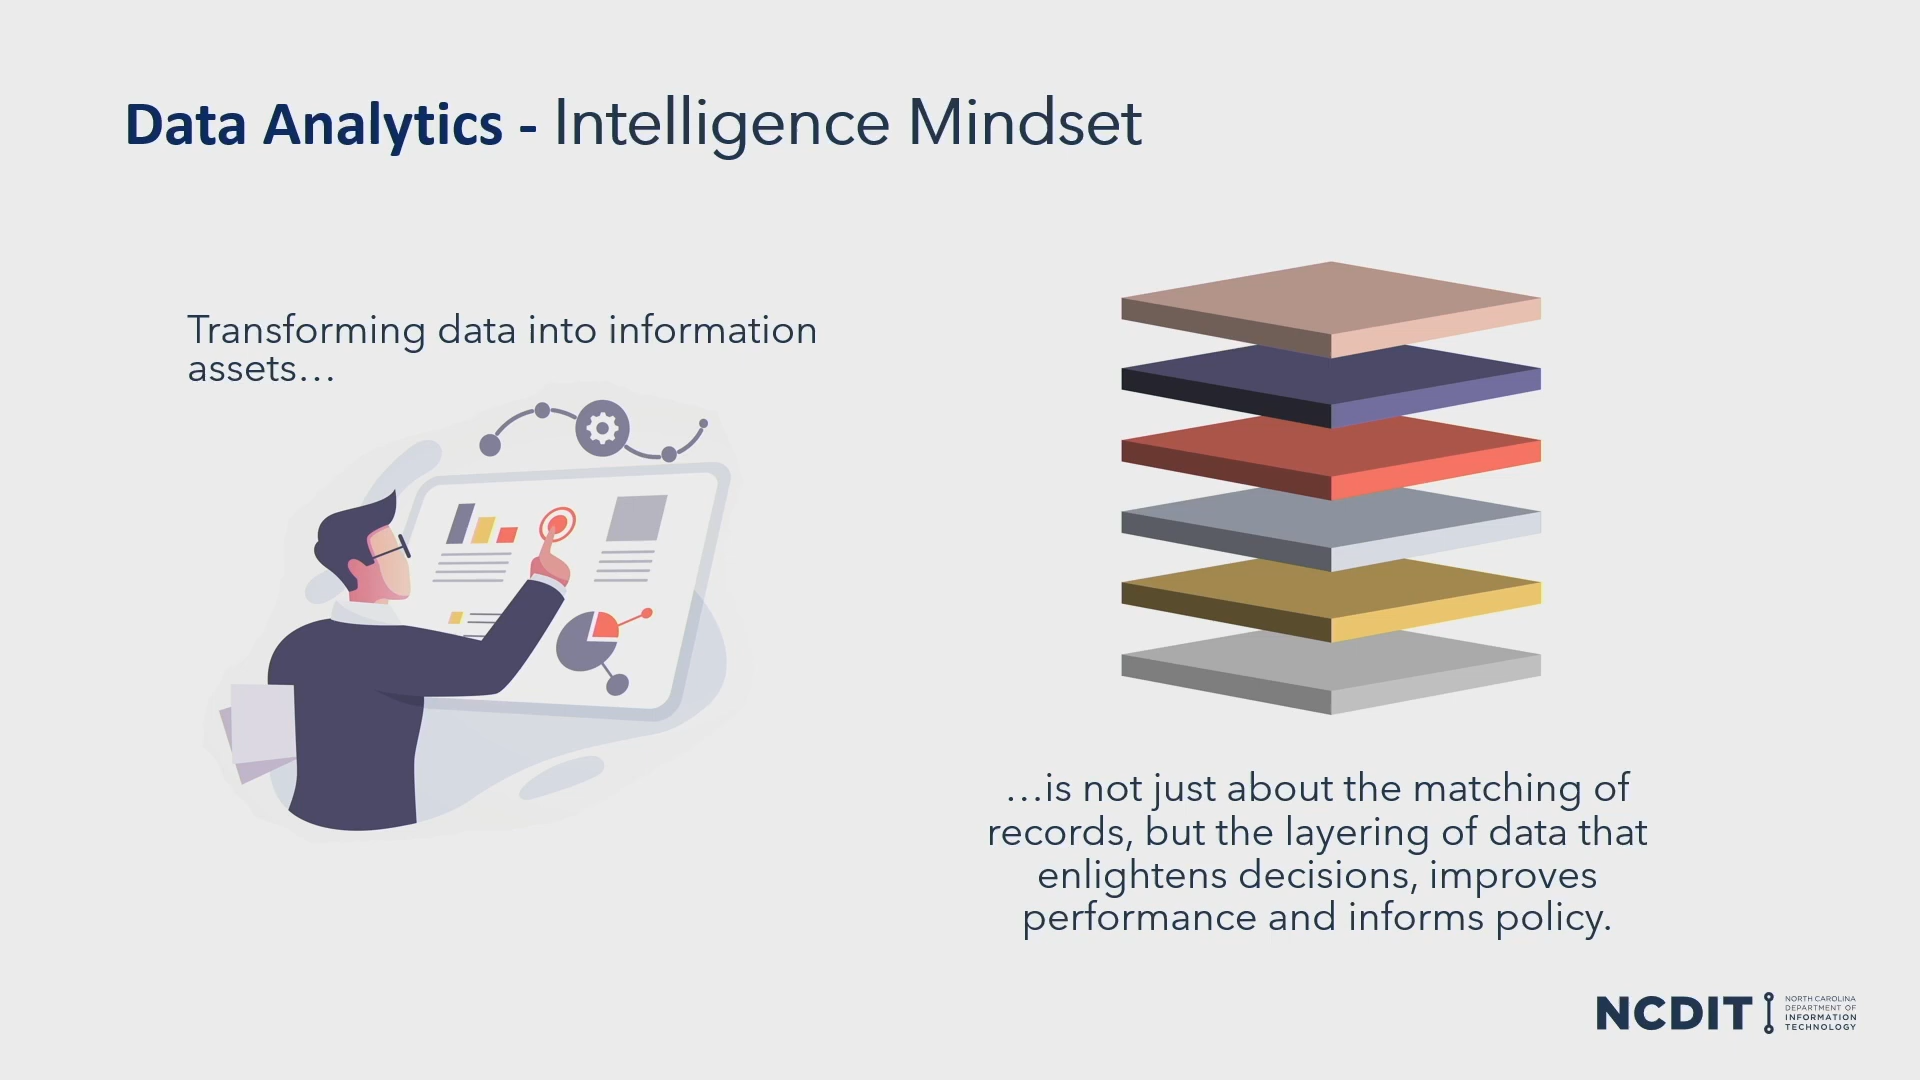 Data Analytics - Intelligence Mindset
Transforming data into information
assets…
…is not just about the matching of
records, but the layering of data that
enlightens decisions, improves
performance and informs policy.
NCDIT
NORTH CAROLINA
DEPARTMENT OF
INFORMATION
TECHNOLOGY